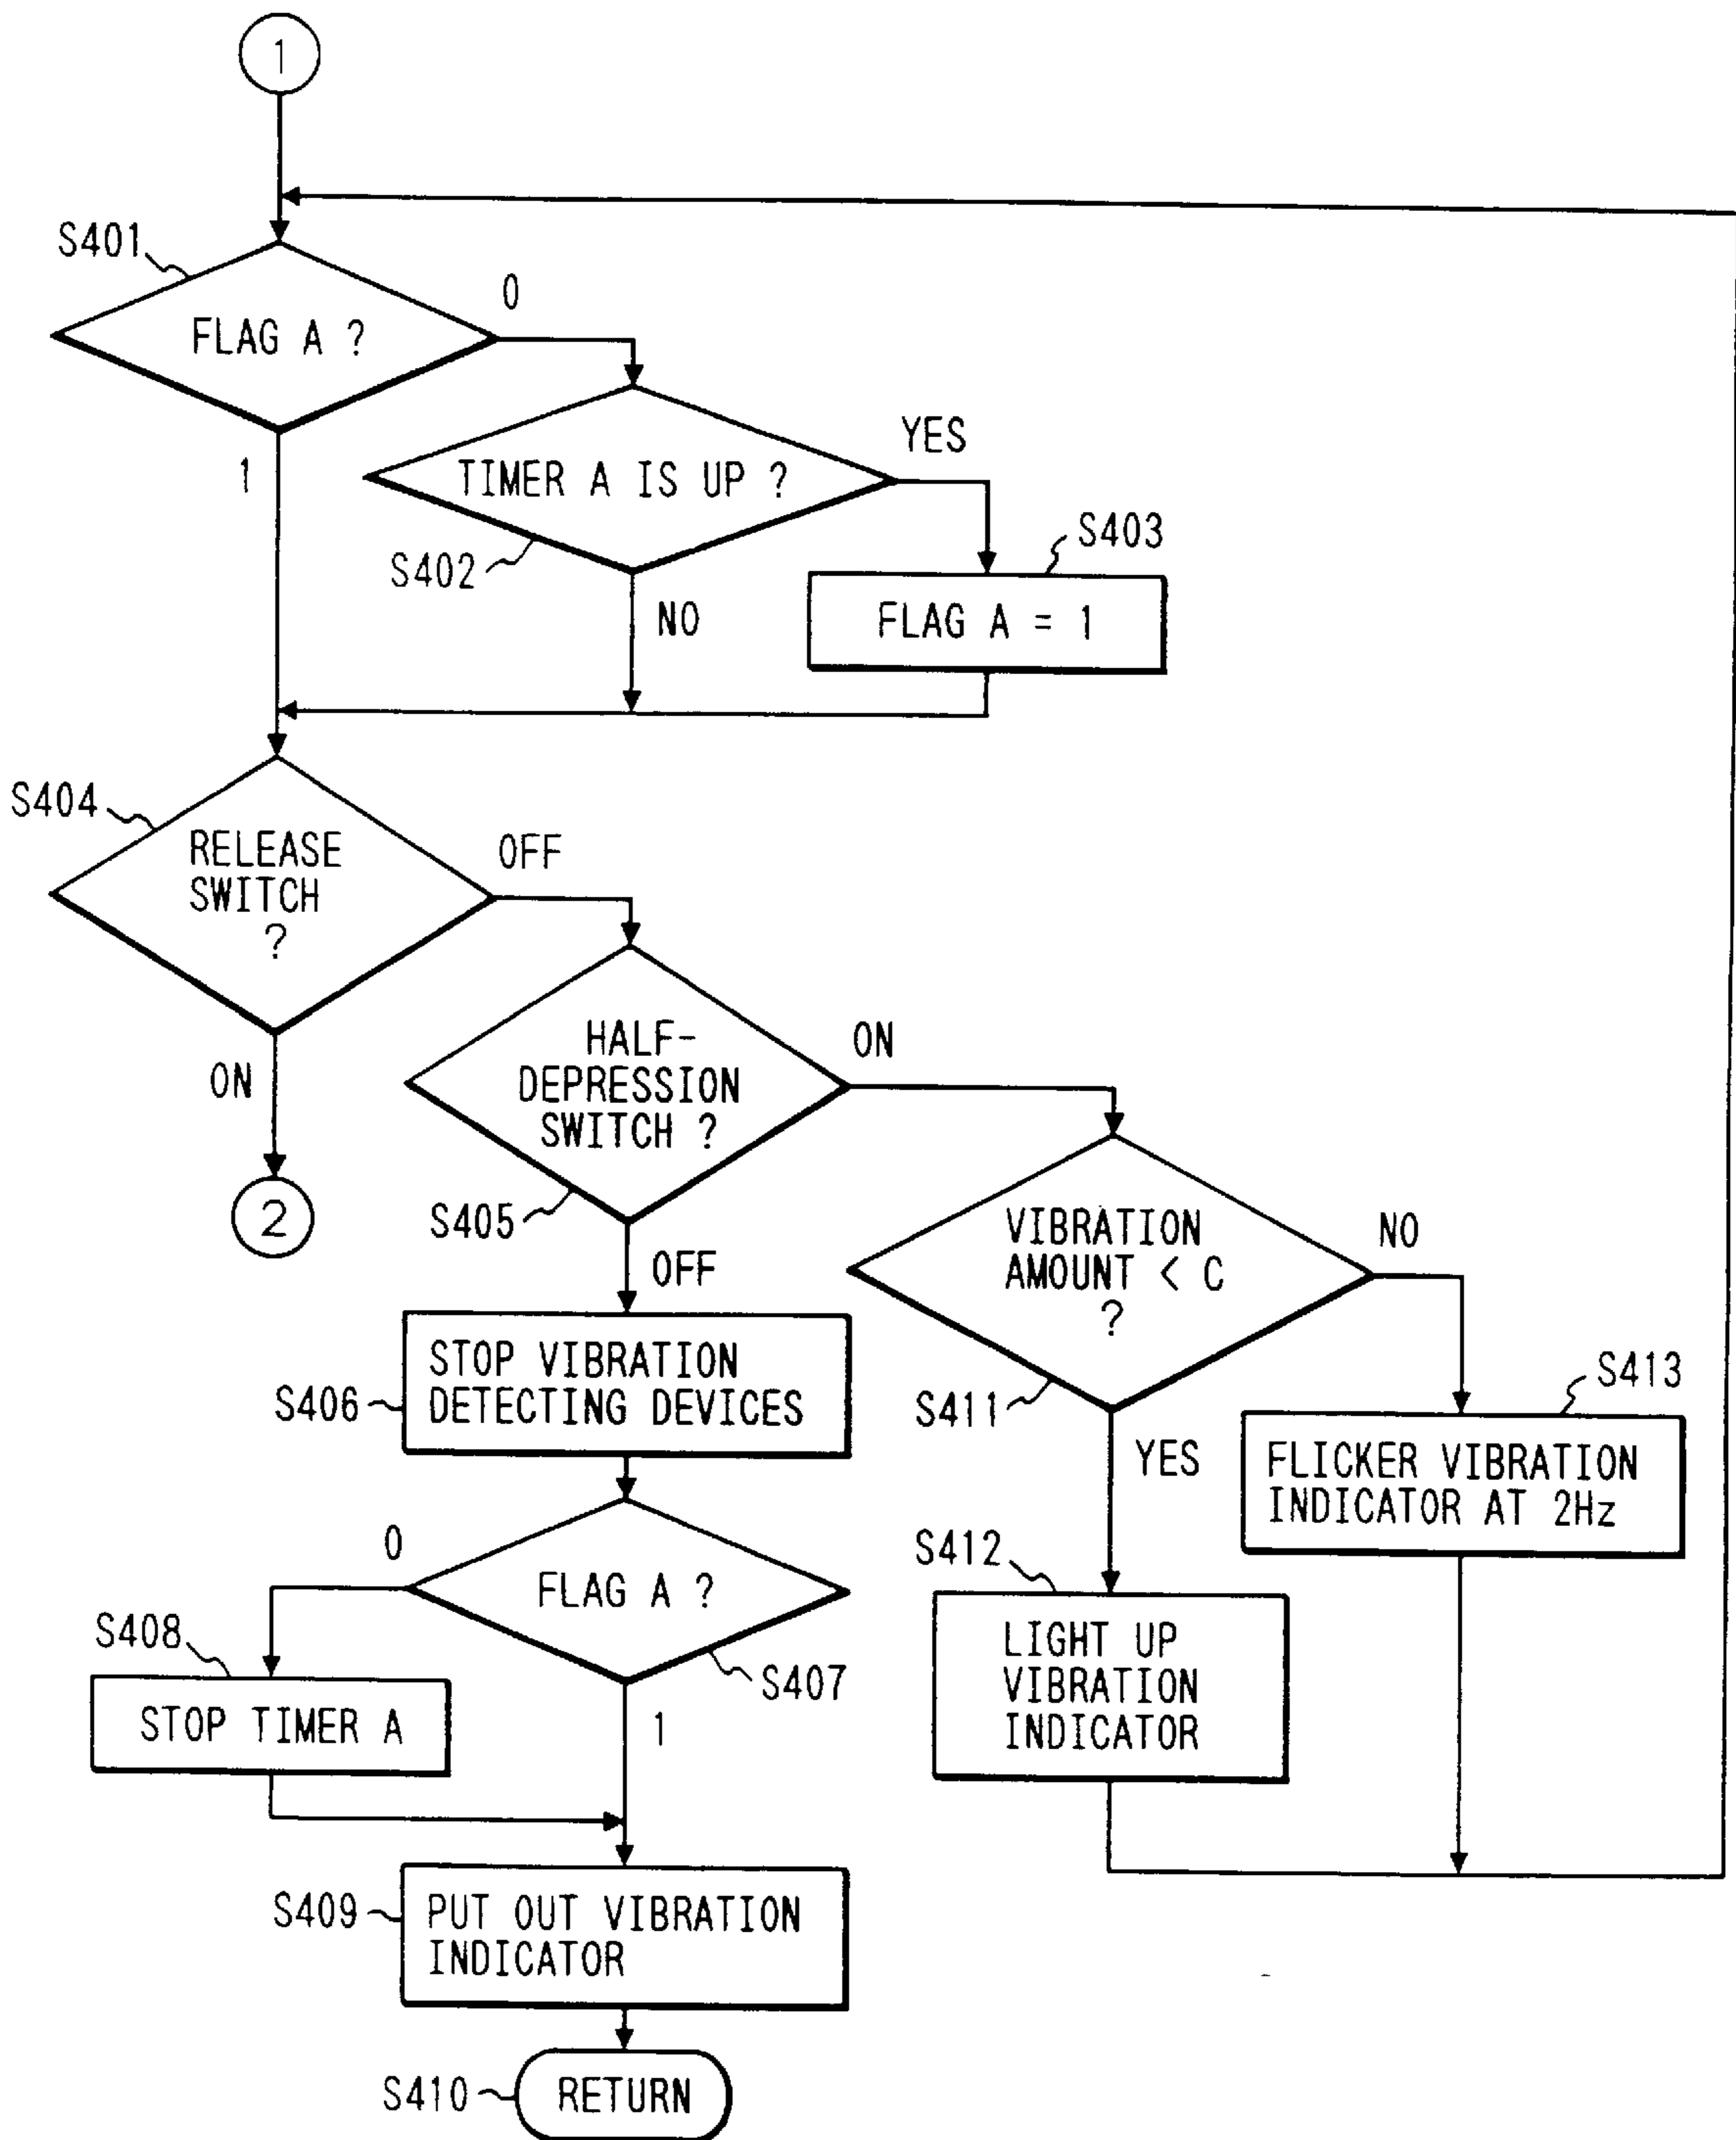 1
S401
0
FLAG A ?
1
YES
TIMER A IS UP ?
S402
S403
NO
FLAG A = 1
S404
RELEASE
SWITCH
?
OFF
ON
2
HALF-
DEPRESSION
SWITCH ?
ON
S405
OFF
VIBRATION
AMOUNT < C
?
NO
S411
YES
S406
STOP VIBRATION
DETECTING DEVICES
S413
FLICKER VIBRATION
INDICATOR AT 2Hz
0
FLAG A ?
S407
S412
LIGHT UP
VIBRATION
INDICATOR
S408
STOP TIMER A
1
S409
PUT OUT VIBRATION
INDICATOR
S410
RETURN